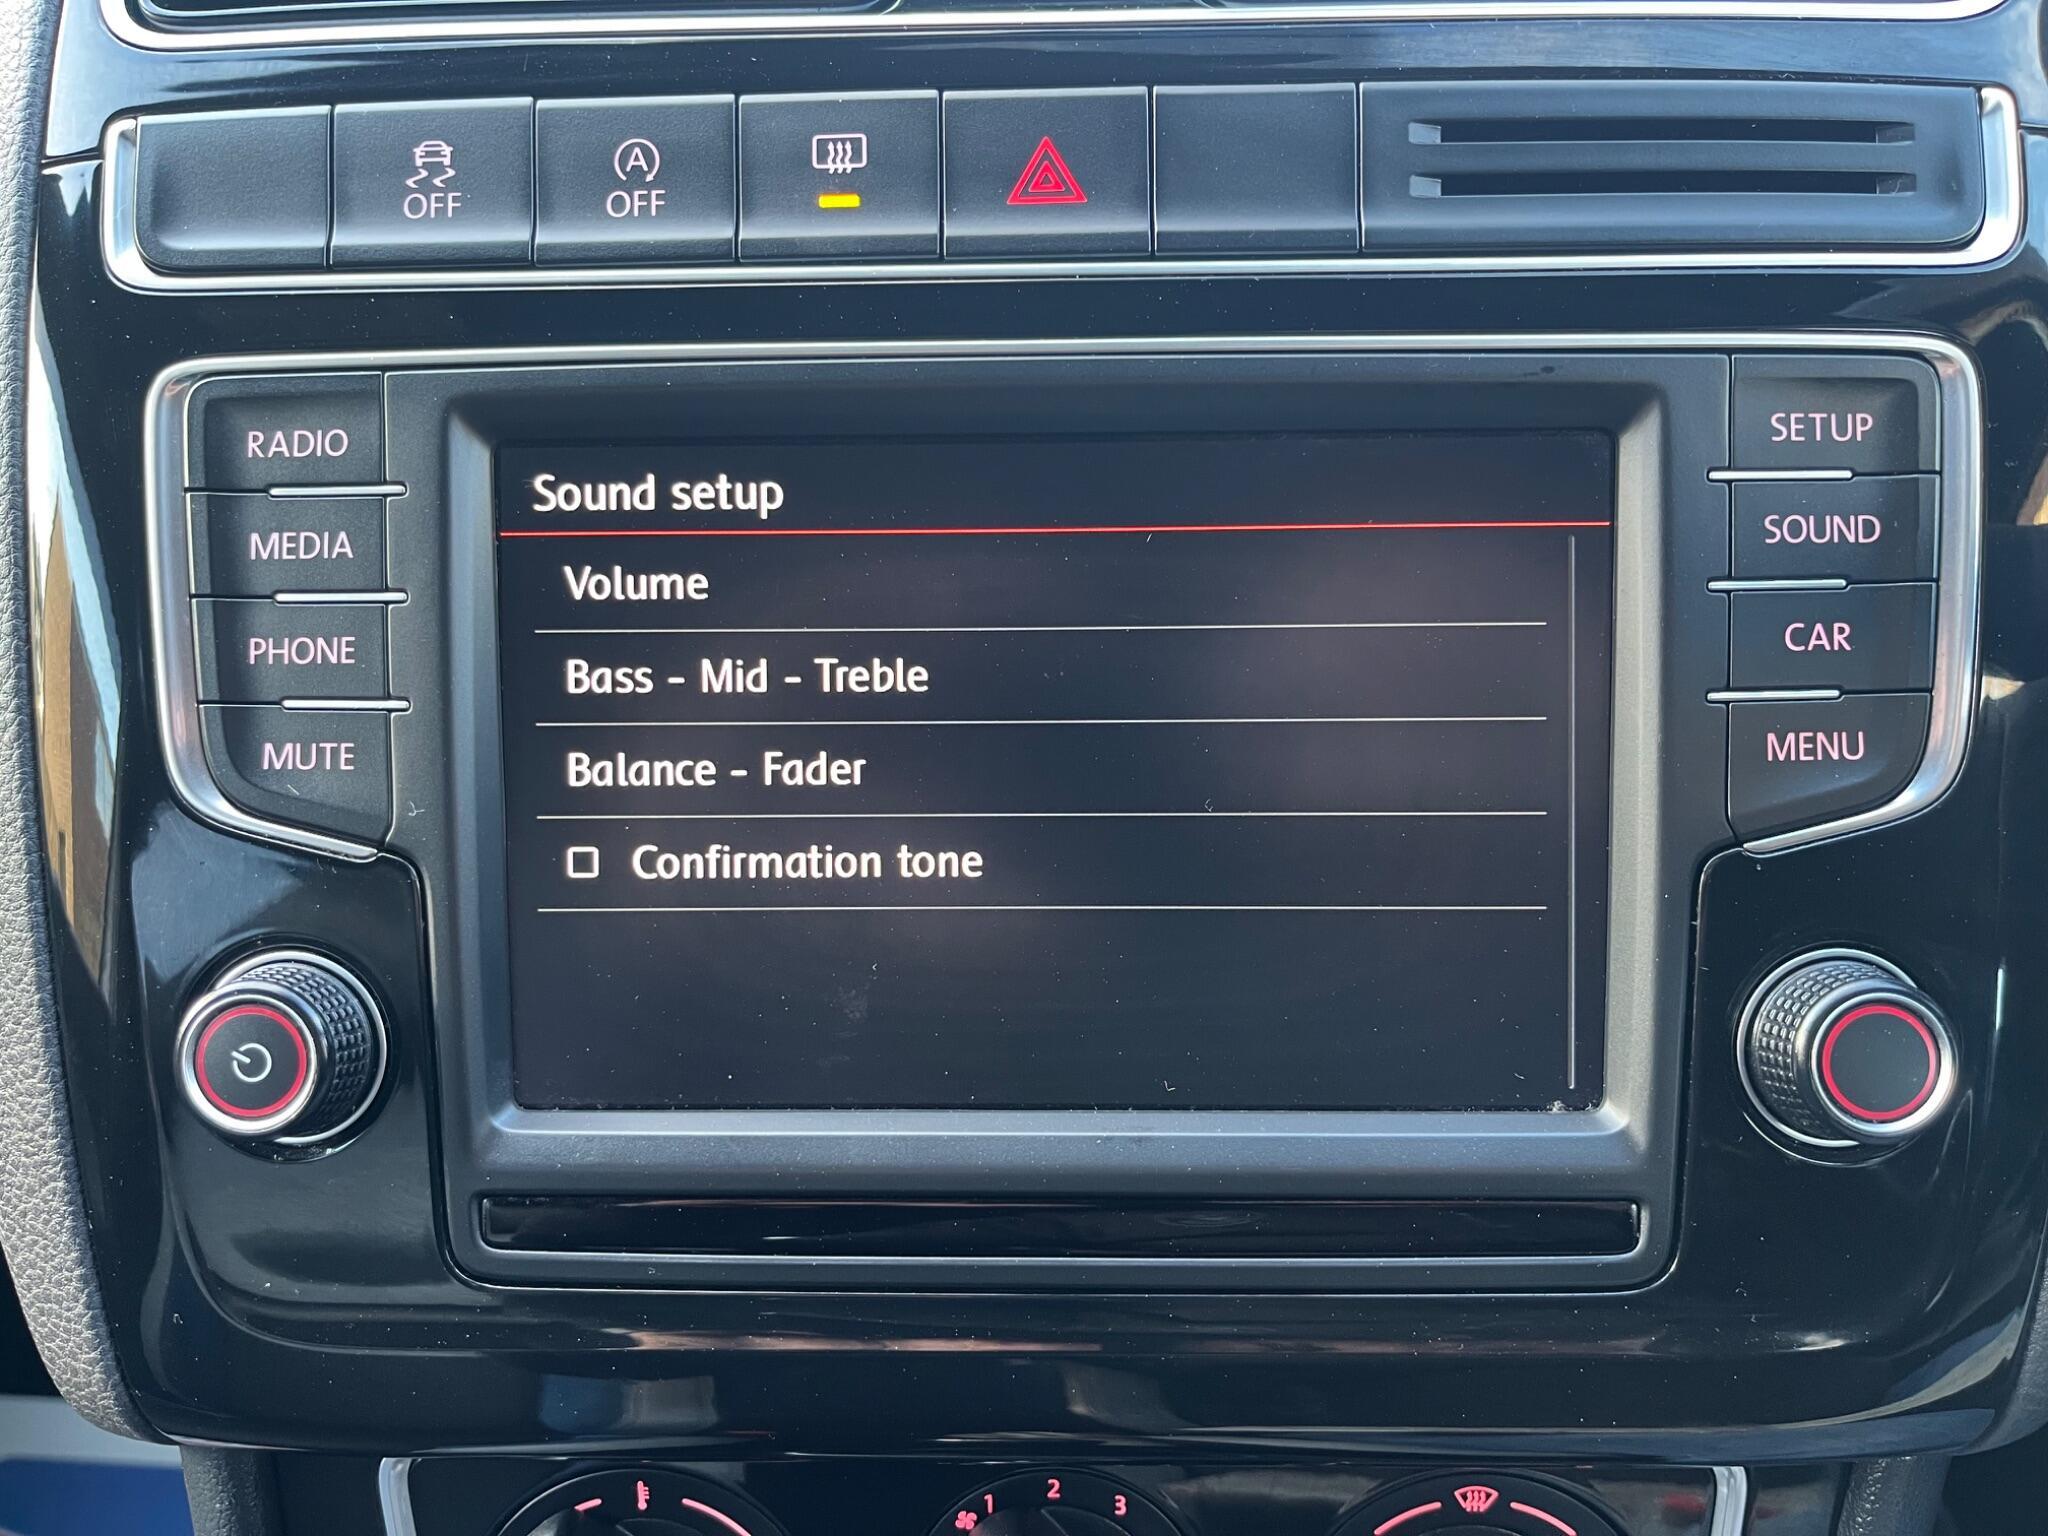 OFF
A
OFF
RADIO
MEDIA
PHONE
MUTE
Sound setup
Volume
Bass - Mid - Treble
Balance - Fader
Confirmation tone
SETUP
SOUND
CAR
MENU
1 2 3